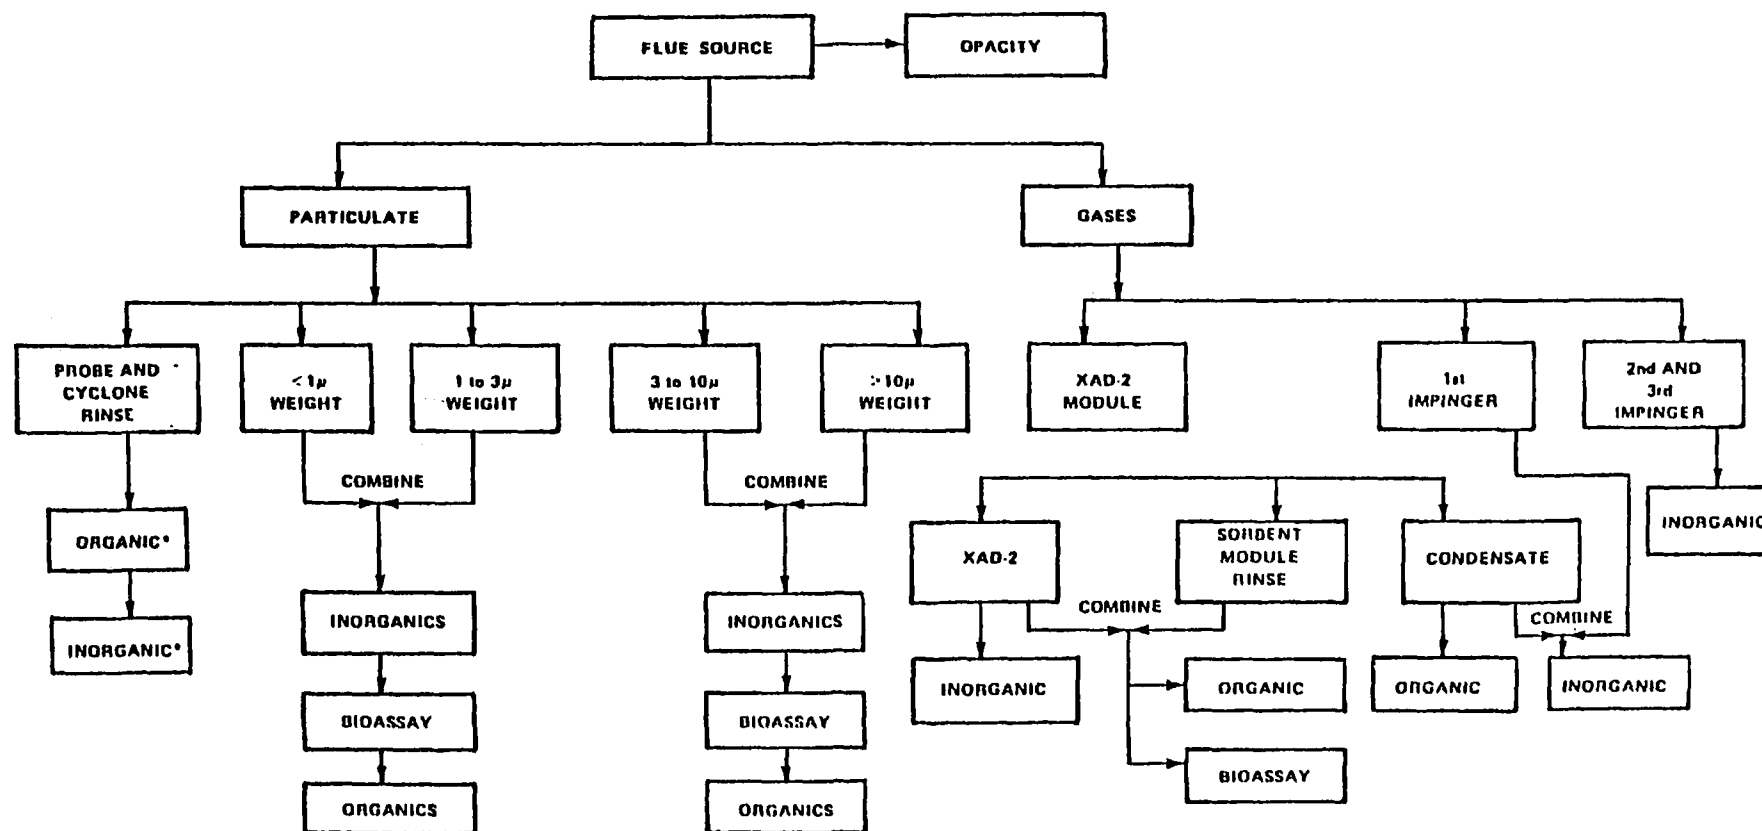 FLUE SOURCE
OPACITY
PARTICULATE
GASES
PROBE AND
CYCLONE
RINSE
<1µ
WEIGHT
1 to 3µ
WEIGHT
3 to 10µ
WEIGHT
>10µ
WEIGHT
XAD-2
MODULE
1st
IMPINGER
2nd AND
3rd
IMPINGER
COMBINE
COMBINE
ORGANIC*
INORGANIC*
INORGANICS
BIOASSAY
ORGANICS
INORGANICS
BIOASSAY
ORGANICS
XAD-2
SORBENT
MODULE
RINSE
CONDENSATE
INORGANIC
COMBINE
COMBINE
INORGANIC
ORGANIC
BIOASSAY
ORGANIC
INORGANIC